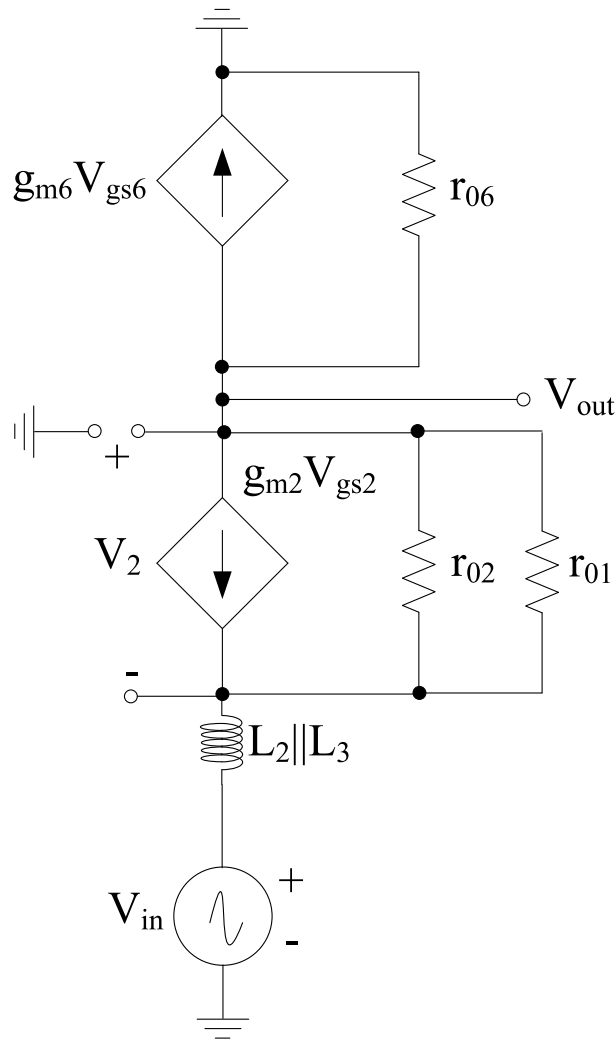 gm6Vgs6
r06
Vout
+
gm2Vgs2
V2
r02
r01
-
L2||L3
Vin
+
-